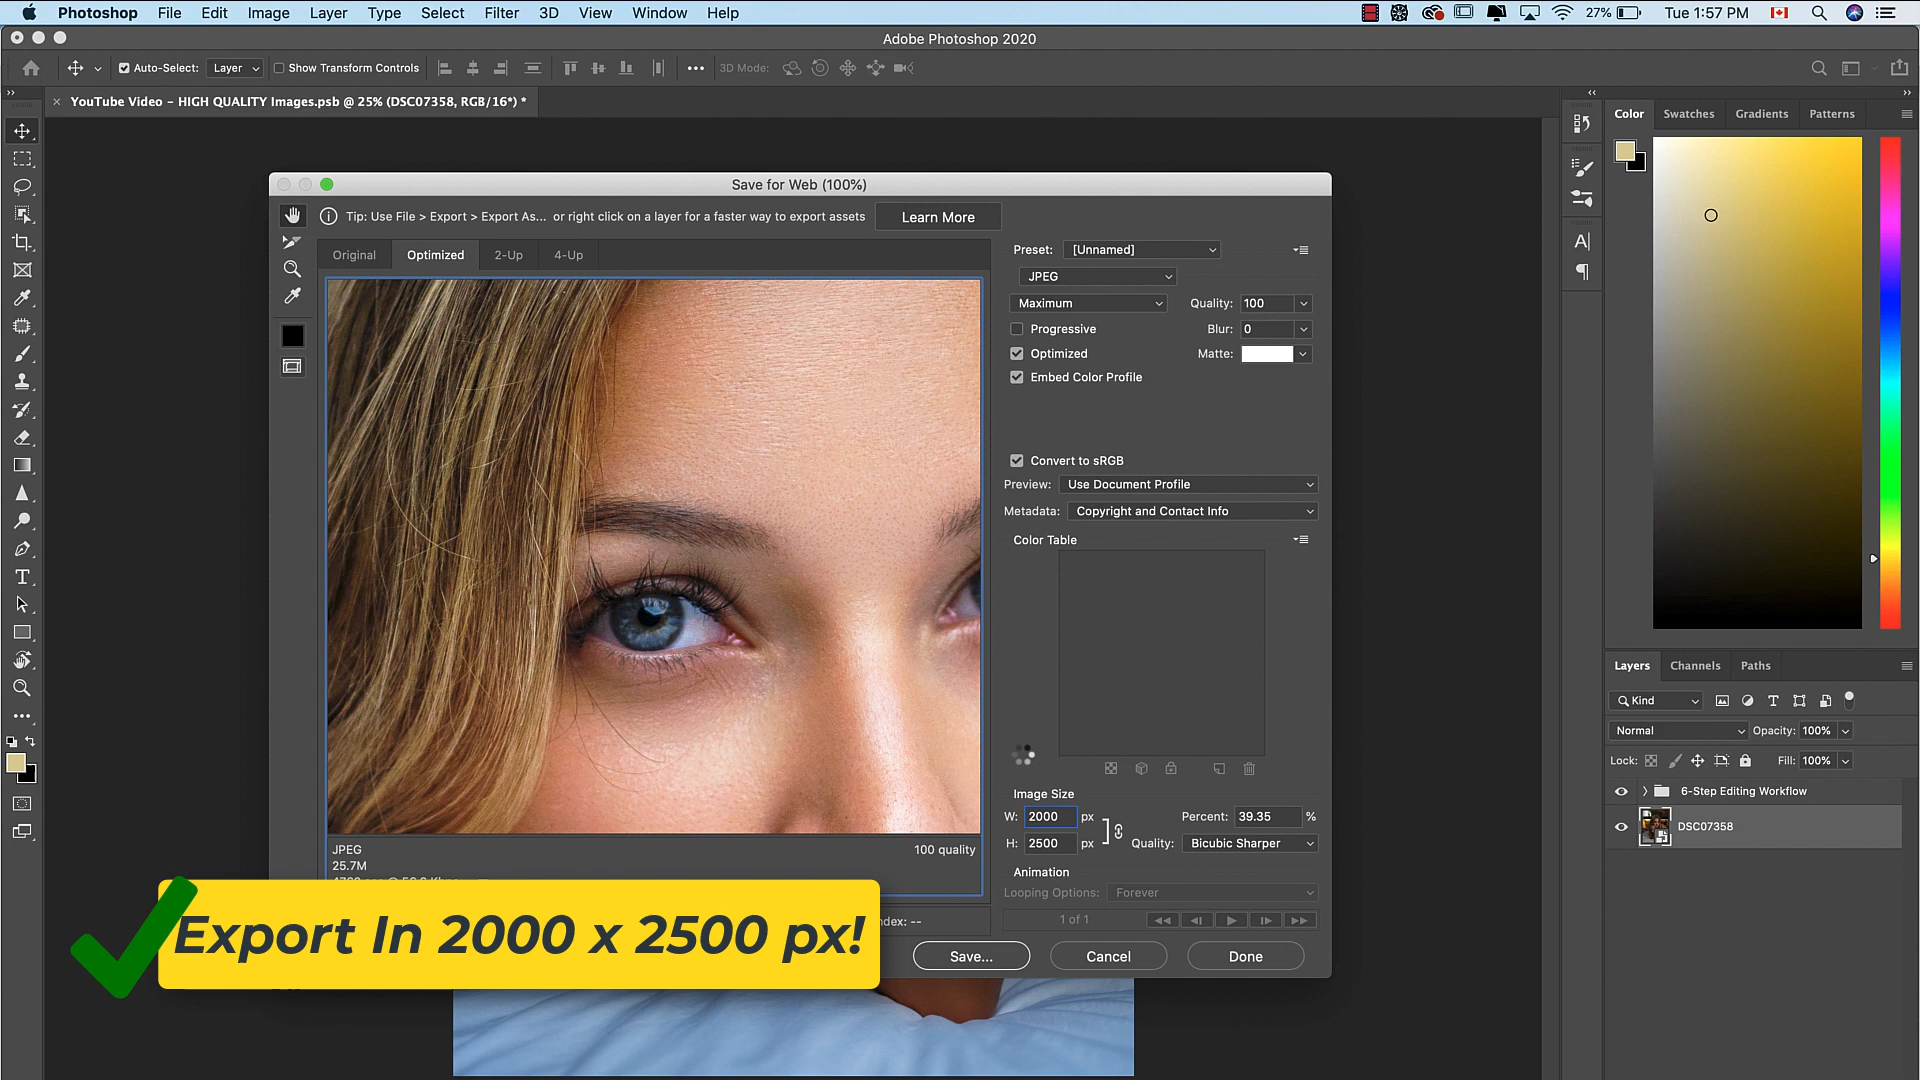 Photoshop File Edit Image Layer Type Select Filter 3D View Window Help 27% Tue 1:57 PM
Adobe Photoshop 2020
Auto-Select: Layer Show Transform Controls 3D Mode:
YouTube Video – HIGH QUALITY Images.psb @ 25% (DSC07358, RGB/16*) *
Color Swatches Gradients Patterns
Save for Web (100%)
Tip: Use File > Export > Export As... or right click on a layer for a faster way to export assets Learn More
Original Optimized 2-Up 4-Up
Preset: [Unnamed]
JPEG
Maximum Quality: 100
Progressive Blur: 0
Optimized Matte:
Embed Color Profile
Convert to sRGB
Preview: Use Document Profile
Metadata: Copyright and Contact Info
Color Table
Image Size
W: 2000 px Percent: 39.35 %
H: 2500 px Quality: Bicubic Sharper
Animation
Looping Options: Forever
1 of 1
JPEG 100 quality
25.7M
Index: --
Save... Cancel Done
Export In 2000 x 2500 px!
Layers Channels Paths
Kind
Normal Opacity: 100%
Lock: Fill: 100%
6-Step Editing Workflow
DSC07358